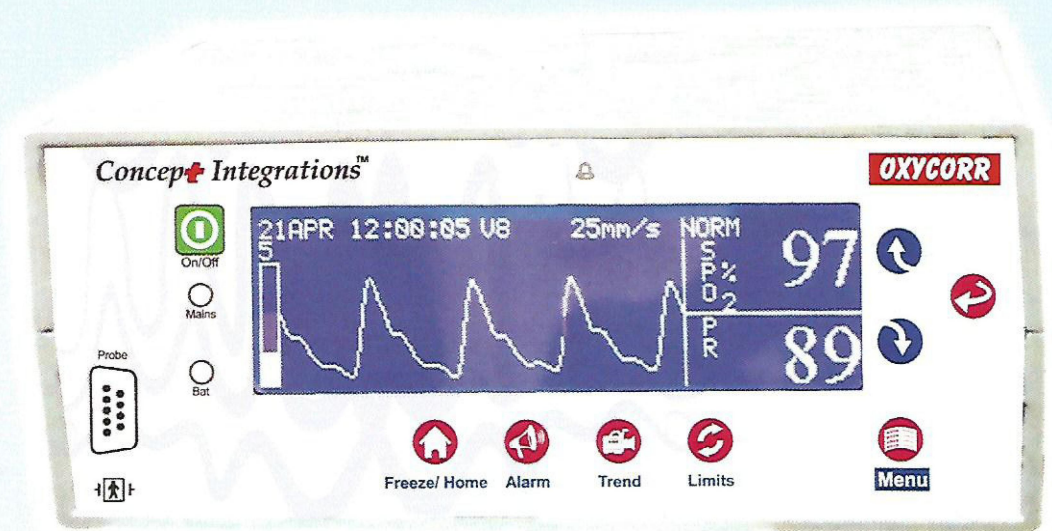 Concept Integrations™
OXYCORR
On/Off
Mains
Bat
Probe
21APR 12:00:05 V8 25mm/s NORM
5
SPO2 %
97
PR
89
Freeze/ Home
Alarm
Trend
Limits
Menu